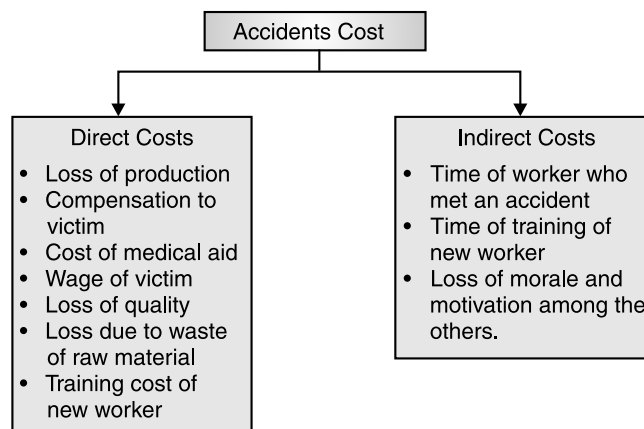 Accidents Cost
Direct Costs
• Loss of production
• Compensation to
victim
• Cost of medical aid
• Wage of victim
• Loss of quality
• Loss due to waste
of raw material
• Training cost of
new worker
Indirect Costs
• Time of worker who
met an accident
• Time of training of
new worker
• Loss of morale and
motivation among the
others.